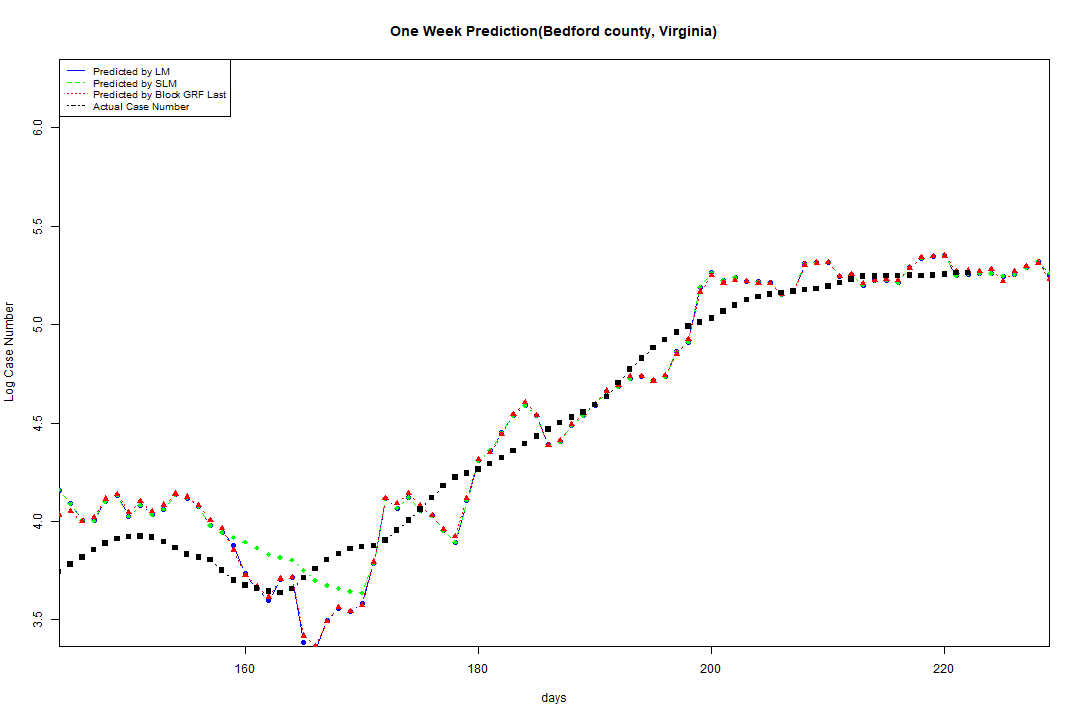 One Week Prediction(Bedford county, Virginia)
Predicted by LM
Predicted by SLM
Predicted by Block GRF Last
Actual Case Number
6.0
5.5
5.0
4.5
4.0
3.5
Log Case Number
160 180 200 220
days